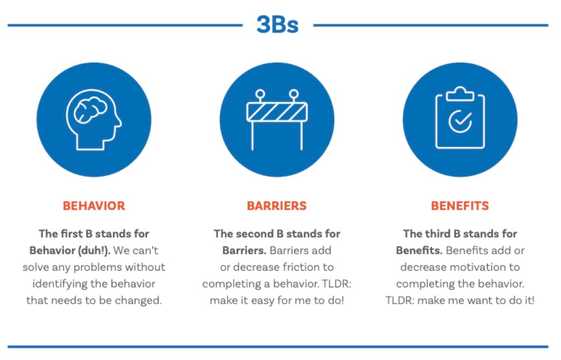 3Bs
BEHAVIOR
The first B stands for
Behavior (duh!). We can't
solve any problems without
identifying the behavior
that needs to be changed.
BARRIERS
The second B stands for
Barriers. Barriers add
or decrease friction to
completing a behavior. TLDR:
make it easy for me to do!
BENEFITS
The third B stands for
Benefits. Benefits add or
decrease motivation to
completing the behavior.
TLDR: make me want to do it!